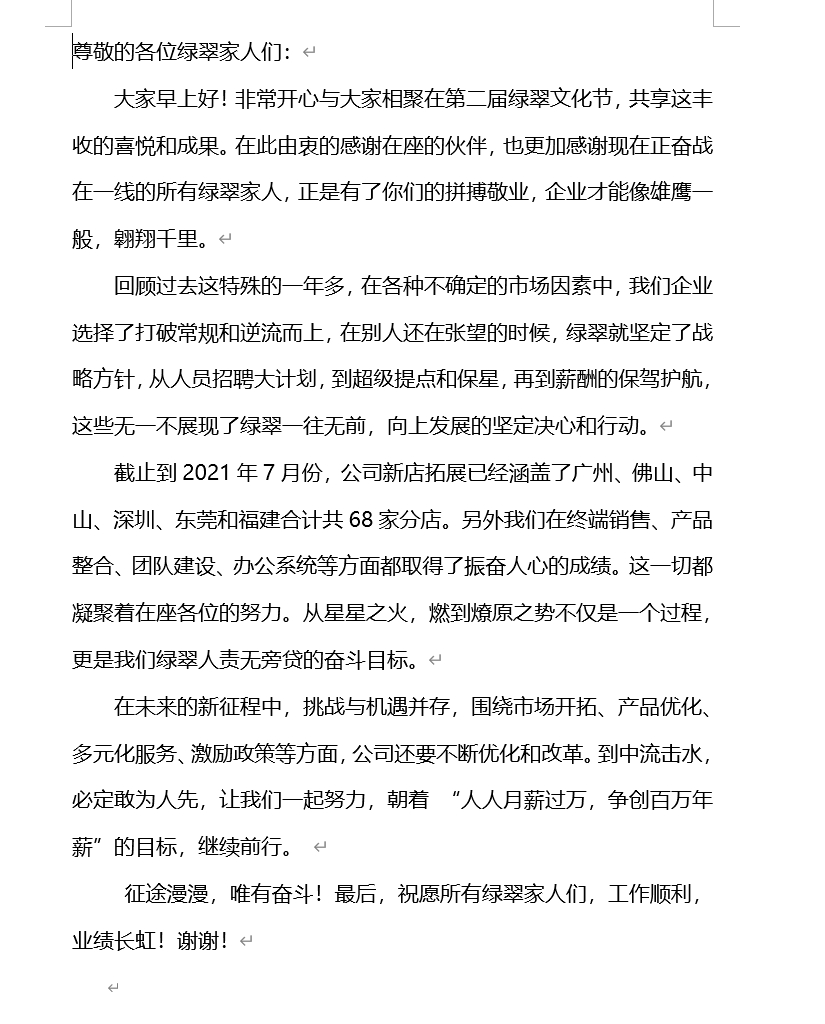 尊敬的各位绿翠家人们：
大家早上好！非常开心与大家相聚在第二届绿翠文化节，共享这丰
收的喜悦和成果。在此由衷的感谢在座的伙伴，也更加感谢现在正奋战
在一线的所有绿翠家人，正是有了你们的拼搏敬业，企业才能像雄鹰一
般，翱翔千里。
回顾过去这特殊的一年多，在各种不确定的市场因素中，我们企业
选择了打破常规和逆流而上，在别人还在张望的时候，绿翠就坚定了战
略方针，从人员招聘大计划，到超级提点和保星，再到薪酬的保驾护航，
这些无一不展现了绿翠一往无前，向上发展的坚定决心和行动。
截止到 2021 年 7 月份，公司新店拓展已经涵盖了广州、佛山、中
山、深圳、东莞和福建合计共 68 家分店。另外我们在终端销售、产品
整合、团队建设、办公系统等方面都取得了振奋人心的成绩。这一切都
凝聚着在座各位的努力。从星星之火，燃到燎原之势不仅是一个过程，
更是我们绿翠人责无旁贷的奋斗目标。
在未来的新征程中，挑战与机遇并存，围绕市场开拓、产品优化、
多元化服务、激励政策等方面，公司还要不断优化和改革。到中流击水，
必定敢为人先，让我们一起努力，朝着 “人人月薪过万，争创百万年
薪”的目标，继续前行。
征途漫漫，唯有奋斗！最后，祝愿所有绿翠家人们，工作顺利，
业绩长虹！谢谢！